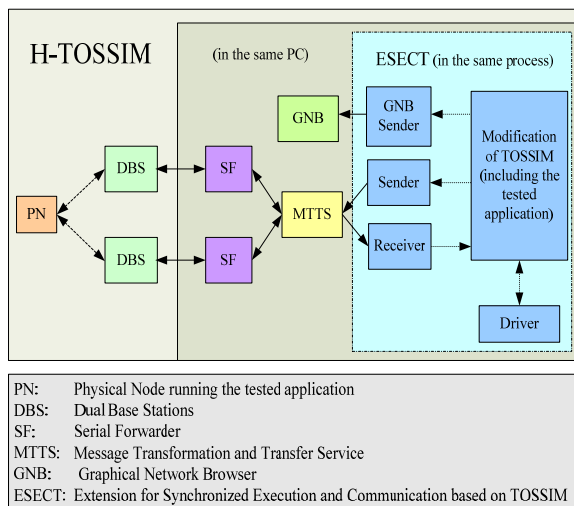 H-TOSSIM
(in the same PC)
ESECT (in the same process)
GNB
GNB
Sender
Modification
of TOSSIM
(including the
tested
application)
DBS
SF
Sender
PN
MTTS
Receiver
DBS
SF
Driver
PN: Physical Node running the tested application
DBS: Dual Base Stations
SF: Serial Forwarder
MTTS: Message Transformation and Transfer Service
GNB: Graphical Network Browser
ESECT: Extension for Synchronized Execution and Communication based on TOSSIM